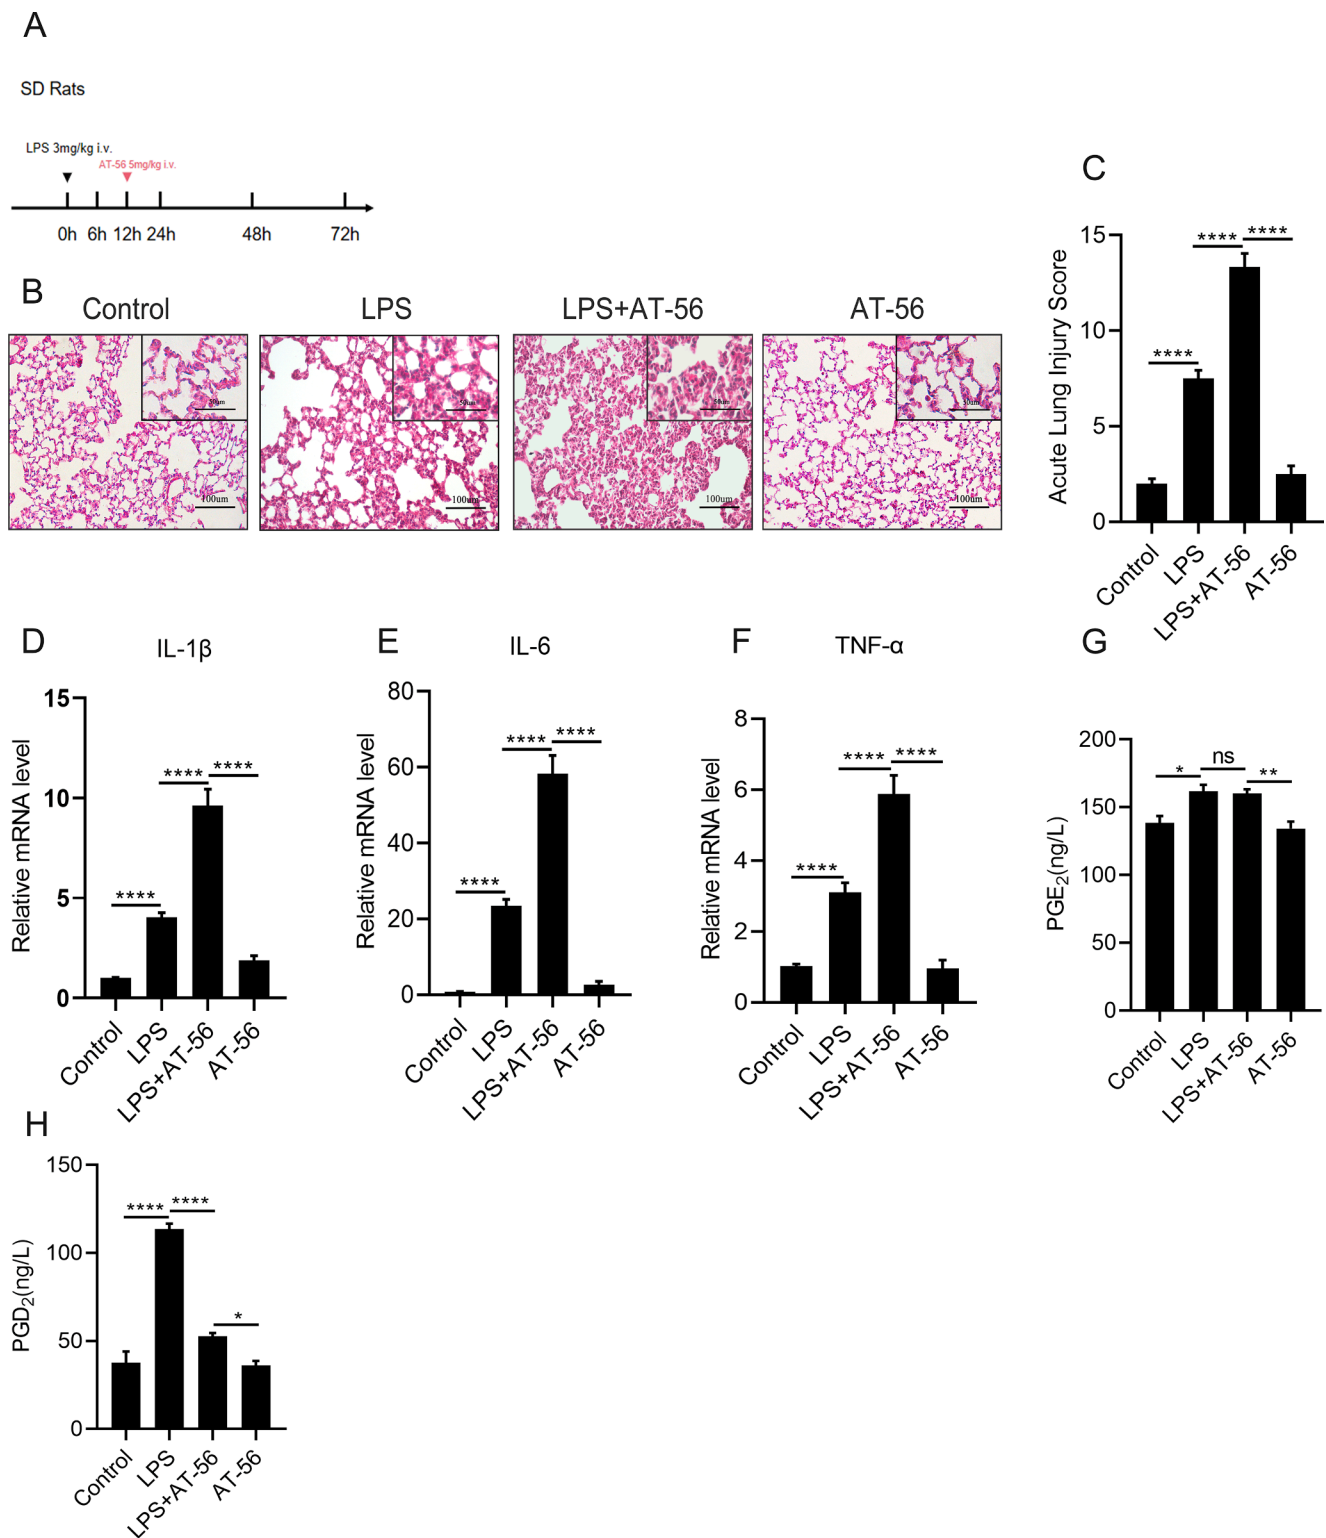 A
SD Rats
LPS 3mg/kg i.v.
AT-56 5mg/kg i.v.
0h 6h 12h 24h 48h 72h
B
Control LPS LPS+AT-56 AT-56
50um 50um 50um 50um
100um 100um 100um 100um
C
Acute Lung Injury Score
15
10
5
0
**** **** ****
Control LPS LPS+AT-56 AT-56
D
IL-1β
Relative mRNA level
15
10
5
0
**** **** ****
Control LPS LPS+AT-56 AT-56
E
IL-6
Relative mRNA level
80
60
40
20
0
**** **** ****
Control LPS LPS+AT-56 AT-56
F
TNF-α
Relative mRNA level
8
6
4
2
0
**** **** ****
Control LPS LPS+AT-56 AT-56
G
PGE₂(ng/L)
200
150
100
50
0
* ns **
Control LPS LPS+AT-56 AT-56
H
PGD₂(ng/L)
150
100
50
0
**** **** *
Control LPS LPS+AT-56 AT-56